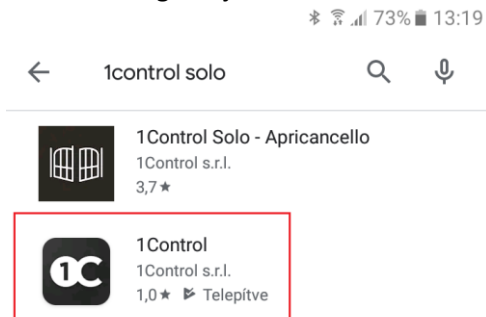 73% 13:19
1control solo
1Control Solo - Apricancello
1Control s.r.l.
3,7★
1C
1Control
1Control s.r.l.
1,0★ Telepítve